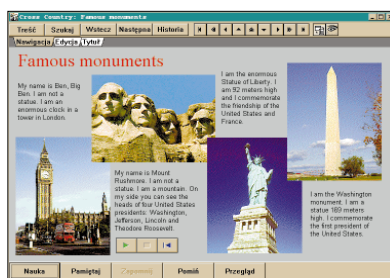 Cross Country: Famous monuments
Treść Szukaj Wstecz Następna Historia
Nawigacja Edycja Tytuł
Famous monuments
My name is Ben, Big
Ben. I am not a
statue. I am an
enormous clock in a
tower in London.
I am the enormous
Statue of Liberty. I
am 92 meters high
and I commemorate
the friendship of the
United States and
France.
My name is Mount
Rushmore. I am not a
statue. I am a mountain. On
my side you can see the
heads of four United States
presidents: Washington,
Jefferson, Lincoln and
Theodore Roosevelt.
I am the Washington
monument. I am a
statue 169 meters
high. I commemorate
the first president of
the United States.
Nauka Pamiętaj Zapomnij Pomiń Przegląd